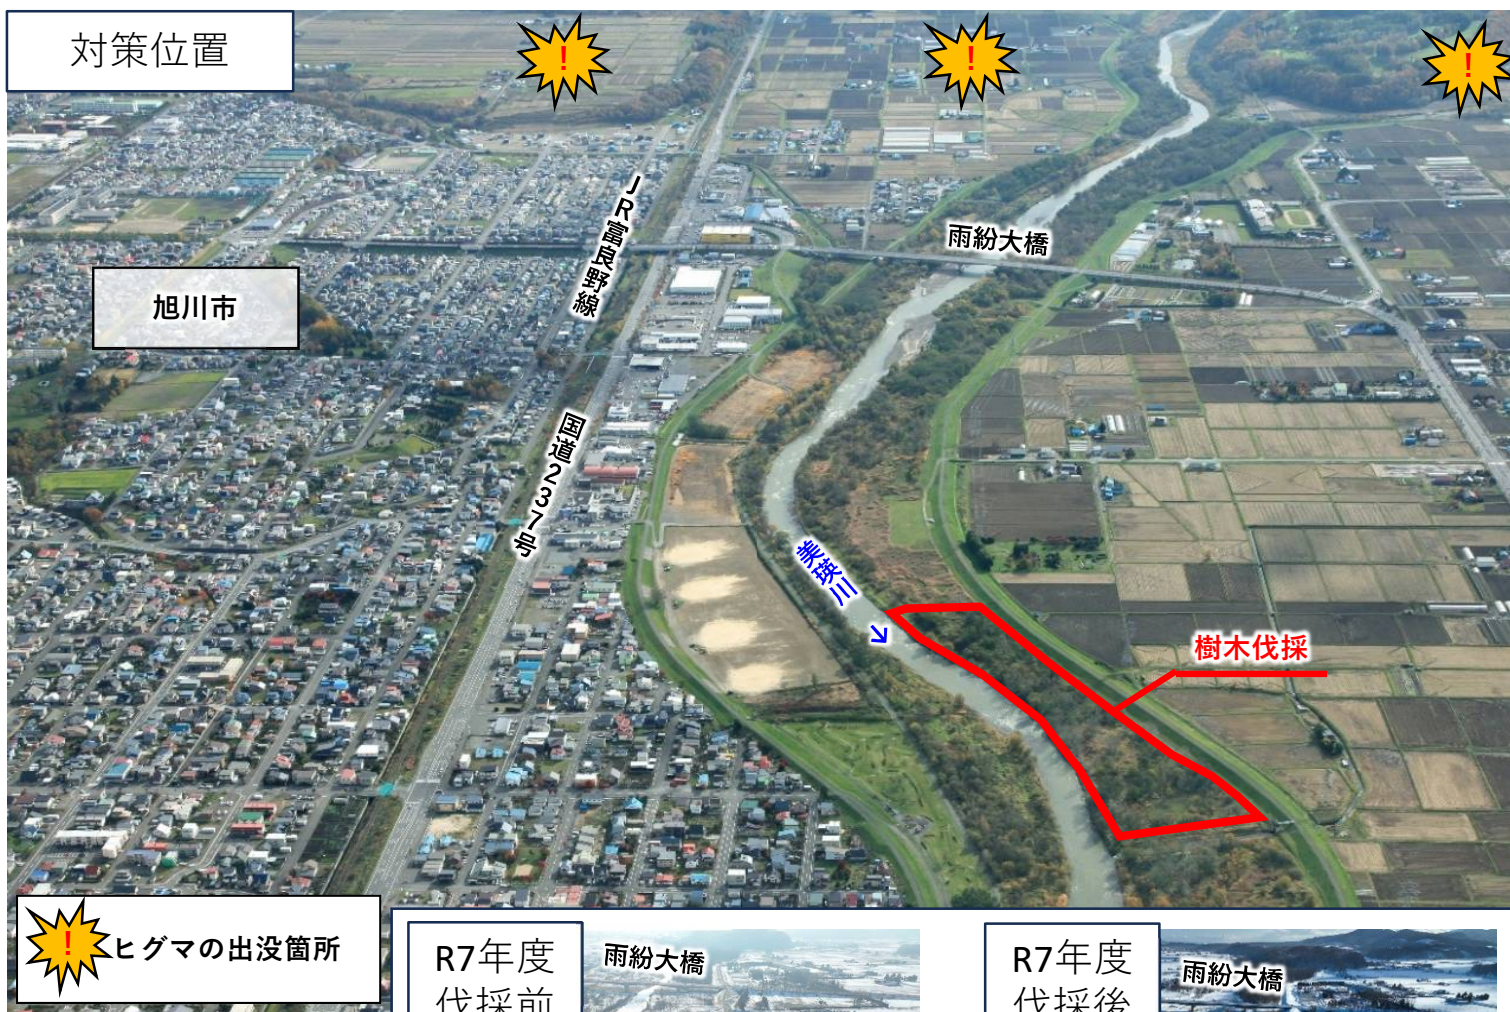 対策位置
!
!
!
JR富良野線
雨紛大橋
旭川市
国道237号
美瑛川
樹木伐採
! ヒグマの出没箇所
R7年度
伐採前
雨紛大橋
R7年度
伐採後
雨紛大橋